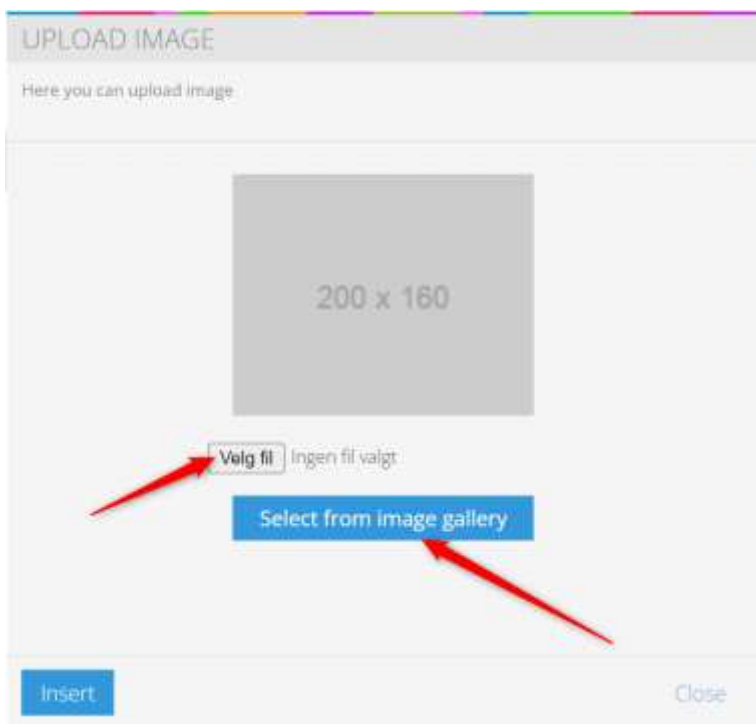 UPLOAD IMAGE
Here you can upload image
200 x 160
Velg fil Ingen fil valgt
Select from image gallery
Insert Close